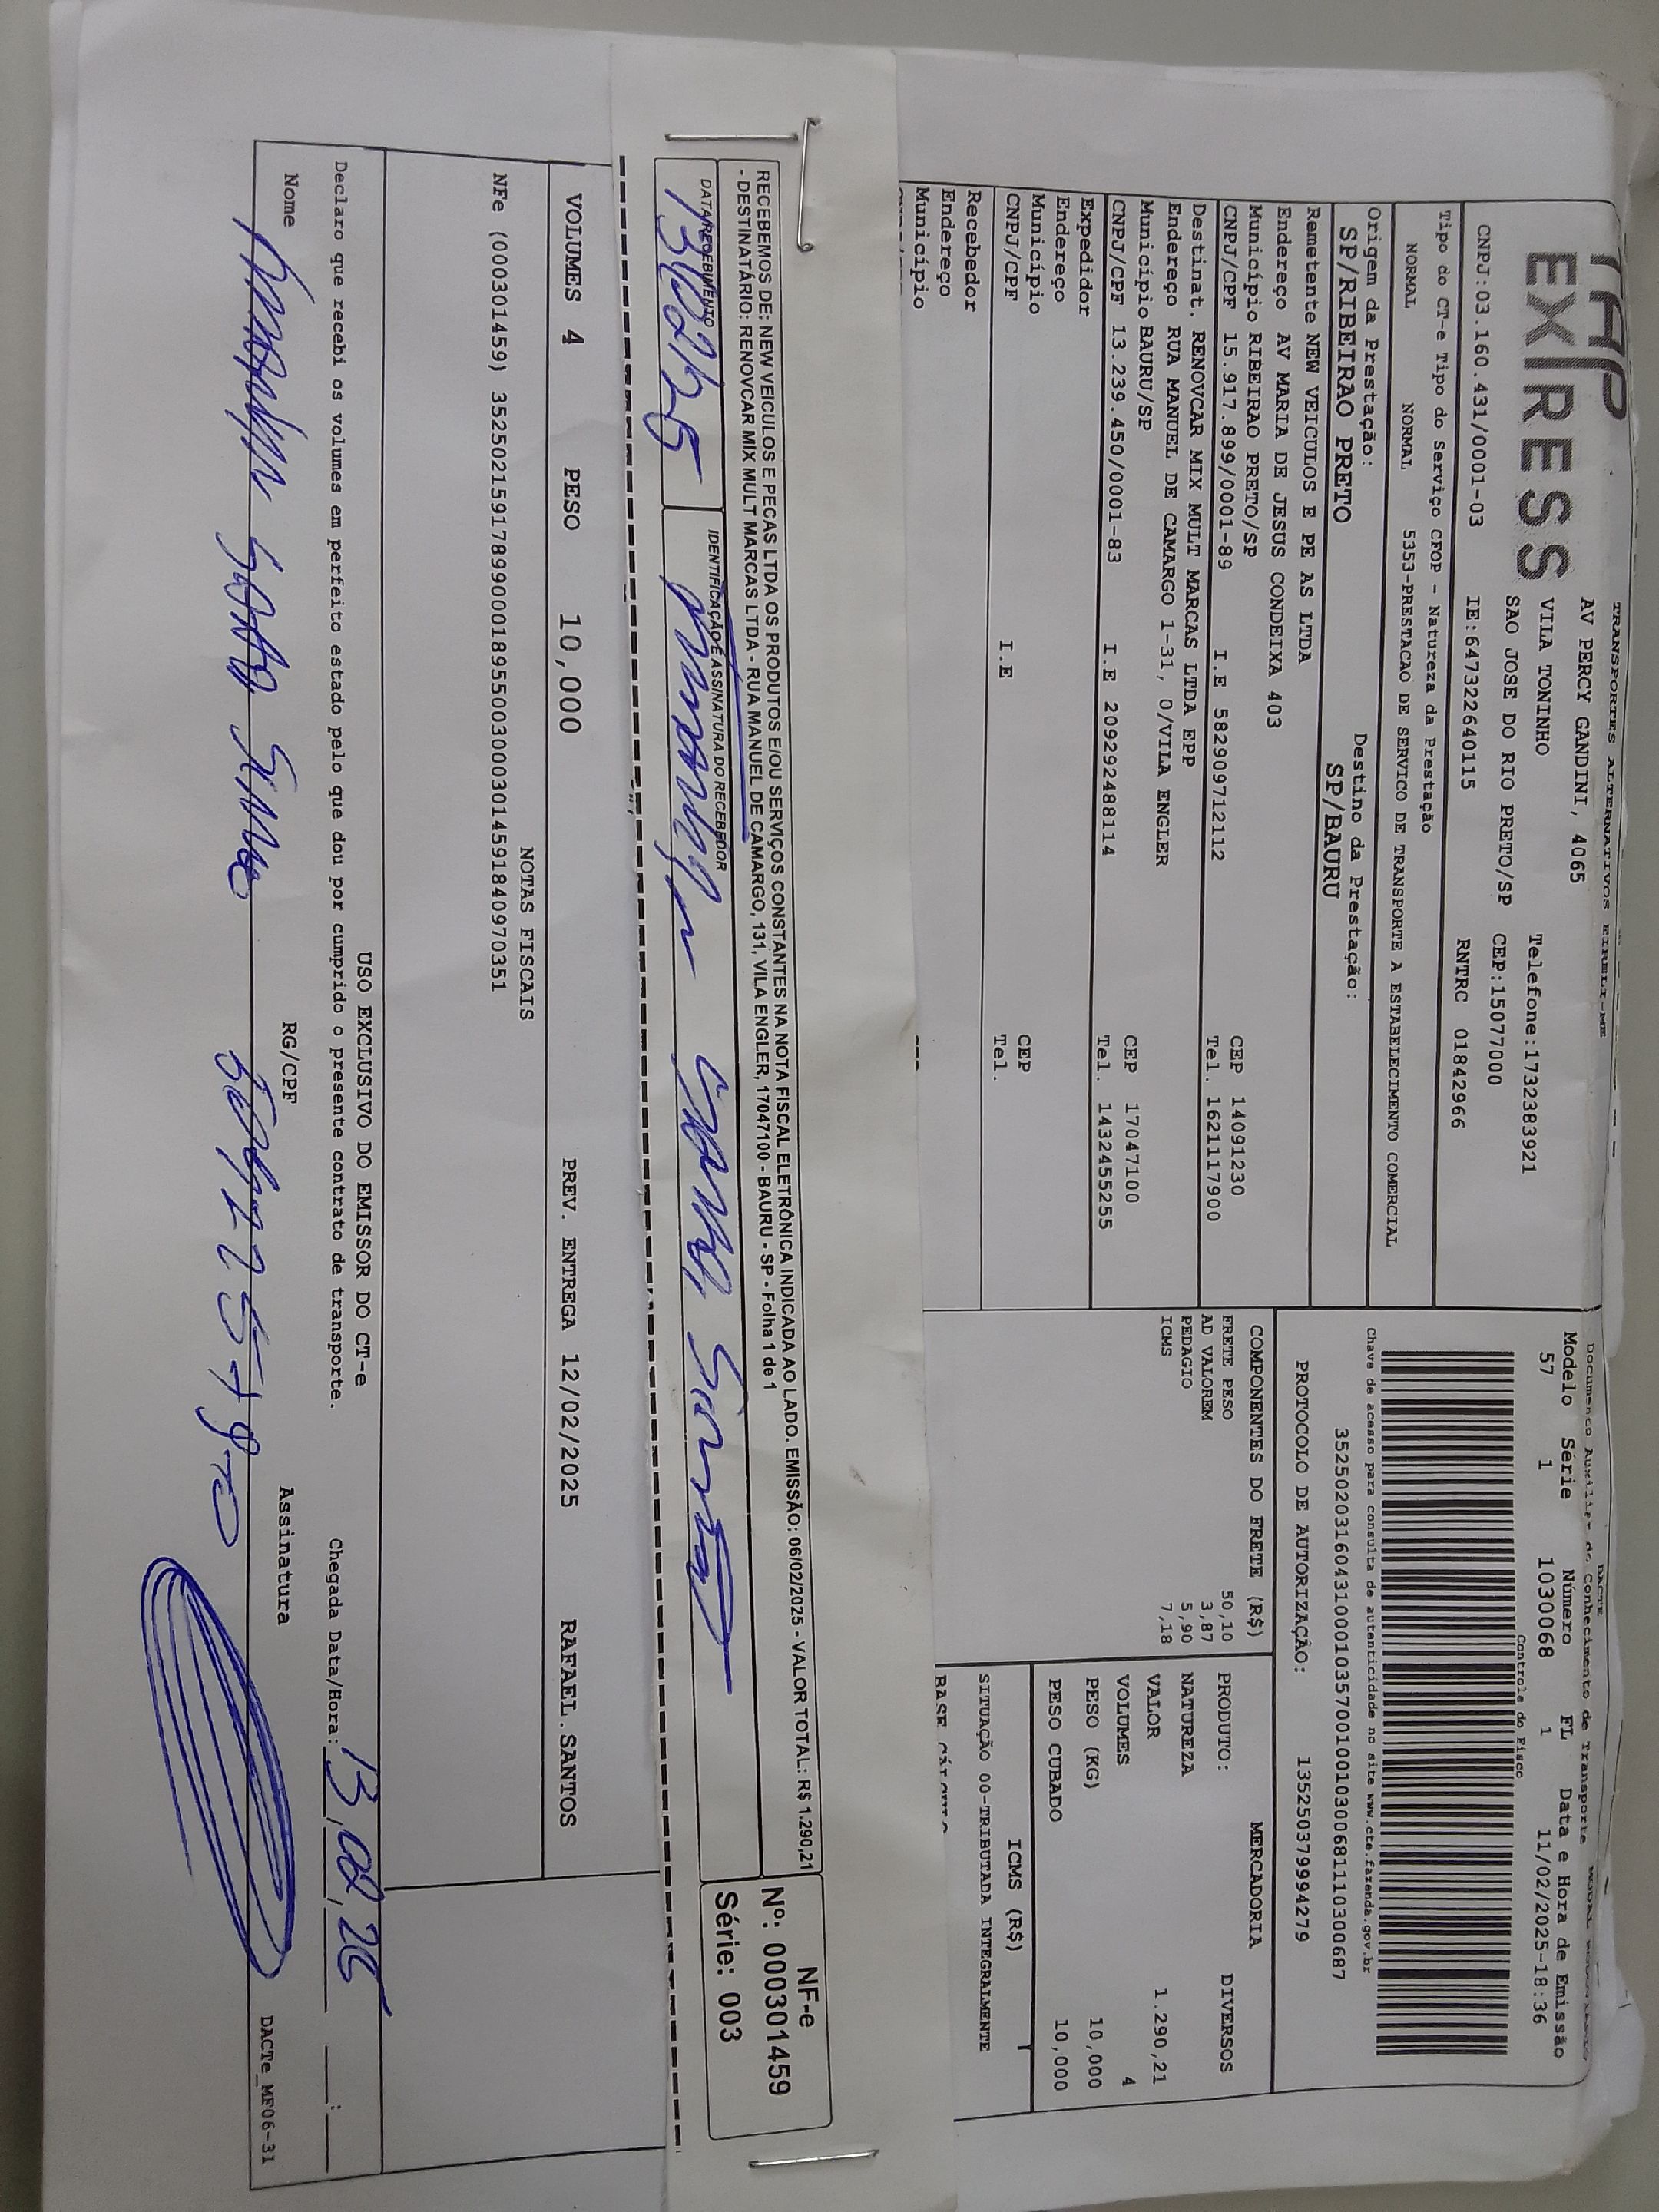 TRANSPORTES ALTERNATIVOS EIRELI-ME
TAP
EXPRESS
AV PERCY GANDINI, 4065
VILA TONINHO Telefone:1732383921
SAO JOSE DO RIO PRETO/SP CEP:15077000
CNPJ:03.160.431/0001-03 IE:647322640115 RNTRC 01842966
Tipo do CT-e Tipo do Serviço CFOP - Natureza da Prestação
NORMAL NORMAL 5353-PRESTACAO DE SERVICO DE TRANSPORTE A ESTABELECIMENTO COMERCIAL
Origem da Prestação: Destino da Prestação:
SP/RIBEIRAO PRETO SP/BAURU
Remetente NEW VEICULOS E PE AS LTDA
Endereço AV MARIA DE JESUS CONDEIXA 403
Município RIBEIRAO PRETO/SP CEP 14091230
CNPJ/CPF 15.917.899/0001-89 I.E 582909712112 Tel. 1621117900
Destinat. RENOVCAR MIX MULT MARCAS LTDA EPP
Endereço RUA MANUEL DE CAMARGO 1-31, 0/VILA ENGLER
Município BAURU/SP CEP 17047100
CNPJ/CPF 13.239.450/0001-83 I.E 209292488114 Tel. 1432455255
Expedidor
Endereço
Município CEP
CNPJ/CPF I.E Tel.
Recebedor
Endereço
Município
DACTE
Documento Auxiliar do Conhecimento de Transporte
Modelo Série Número FL Data e Hora de Emissão
57 1 1030068 1 11/02/2025-18:36
Controle do Fisco
Chave de acesso para consulta de autenticidade no site www.cte.fazenda.gov.br
35250203160431000103570010010300681110300687
PROTOCOLO DE AUTORIZAÇÃO: 135250379994279
COMPONENTES DO FRETE (R$)
FRETE PESO 50,10
AD VALOREM 3,87
PEDAGIO 5,90
ICMS 7,18
MERCADORIA
PRODUTO: DIVERSOS
NATUREZA
VALOR 1.290,21
VOLUMES 4
PESO (KG) 10,000
PESO CUBADO 10,000
ICMS (R$)
SITUAÇÃO 00-TRIBUTADA INTEGRALMENTE
BASE CÁLCULO
RECEBEMOS DE: NEW VEICULOS E PECAS LTDA OS PRODUTOS E/OU SERVIÇOS CONSTANTES NA NOTA FISCAL ELETRÔNICA INDICADA AO LADO. EMISSÃO: 06/02/2025 - VALOR TOTAL: R$ 1.290,21
- DESTINATÁRIO: RENOVCAR MIX MULT MARCAS LTDA - RUA MANUEL DE CAMARGO, 131, VILA ENGLER, 17047100 - BAURU - SP - Folha 1 de 1
DATA RECEBIMENTO IDENTIFICAÇÃO E ASSINATURA DO RECEBEDOR
13/02/25
NF-e
Nº: 000301459
Série: 003
VOLUMES 4 PESO 10,000 PREV. ENTREGA 12/02/2025 RAFAEL.SANTOS
NOTAS FISCAIS
NFe (000301459) 35250215917899000189550030003014591840970351
USO EXCLUSIVO DO EMISSOR DO CT-e
Declaro que recebi os volumes em perfeito estado pelo que dou por cumprido o presente contrato de transporte. Chegada Data/Hora: 13,02,25 :
Nome RG/CPF Assinatura
DACTe_MF06-31